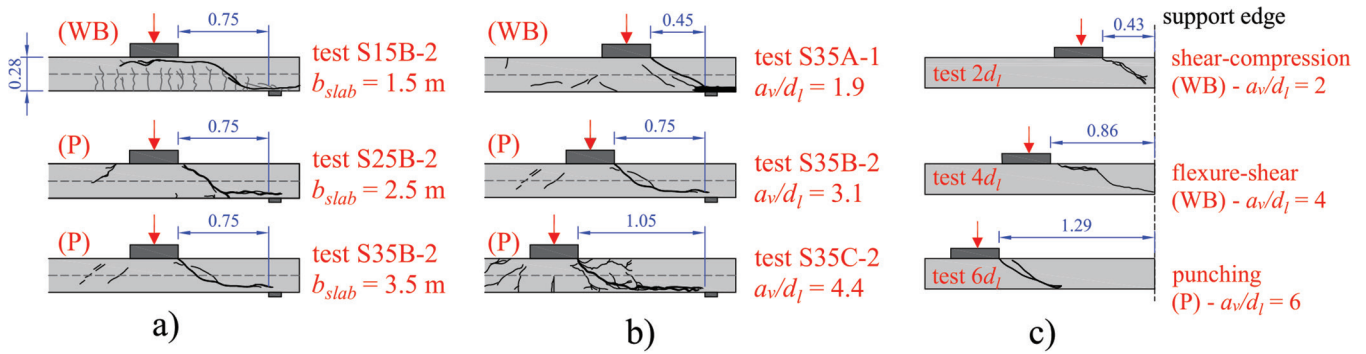 (WB)
0.75
0.28
test S15B-2
b_slab = 1.5 m
(P)
0.75
test S25B-2
b_slab = 2.5 m
(P)
0.75
test S35B-2
b_slab = 3.5 m
a)
(WB)
0.45
test S35A-1
a_v/d_l = 1.9
(P)
0.75
test S35B-2
a_v/d_l = 3.1
(P)
1.05
test S35C-2
a_v/d_l = 4.4
b)
support edge
0.43
test 2d_l
shear-compression
(WB) - a_v/d_l = 2
0.86
test 4d_l
flexure-shear
(WB) - a_v/d_l = 4
1.29
test 6d_l
punching
(P) - a_v/d_l = 6
c)